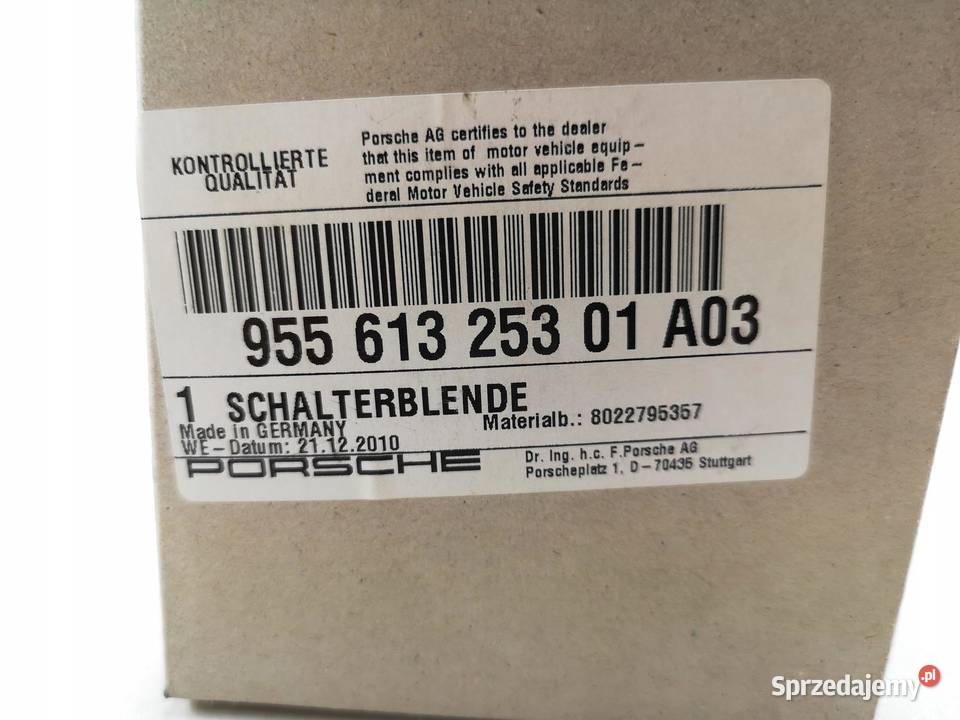 KONTROLLIERTE
QUALITÄT
Porsche AG certifies to the dealer
that this item of motor vehicle equip-
ment complies with all applicable Fe-
deral Motor Vehicle Safety Standards
955 613 253 01 A03
1 SCHALTERBLENDE
Made in GERMANY
Materialb.: 8022795357
WE-Datum: 21.12.2010
PORSCHE
Dr. Ing. h.c. F.Porsche AG
Porscheplatz 1, D-70435 Stuttgart
Sprzedajemy.pl